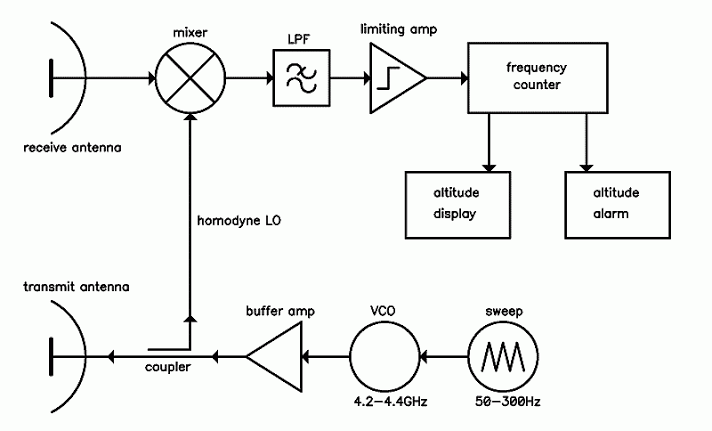 mixer
LPF
limiting amp
frequency
counter
receive antenna
altitude
display
altitude
alarm
homodyne LO
transmit antenna
buffer amp
VCO
sweep
coupler
4.2-4.4GHz
50-300Hz